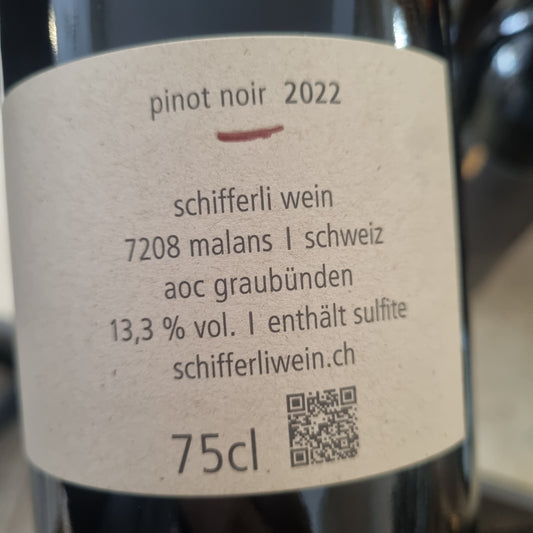 pinot noir 2022
schifferli wein
7208 malans | schweiz
aoc graubünden
13,3 % vol. | enthält sulfite
schifferliwein.ch
75cl